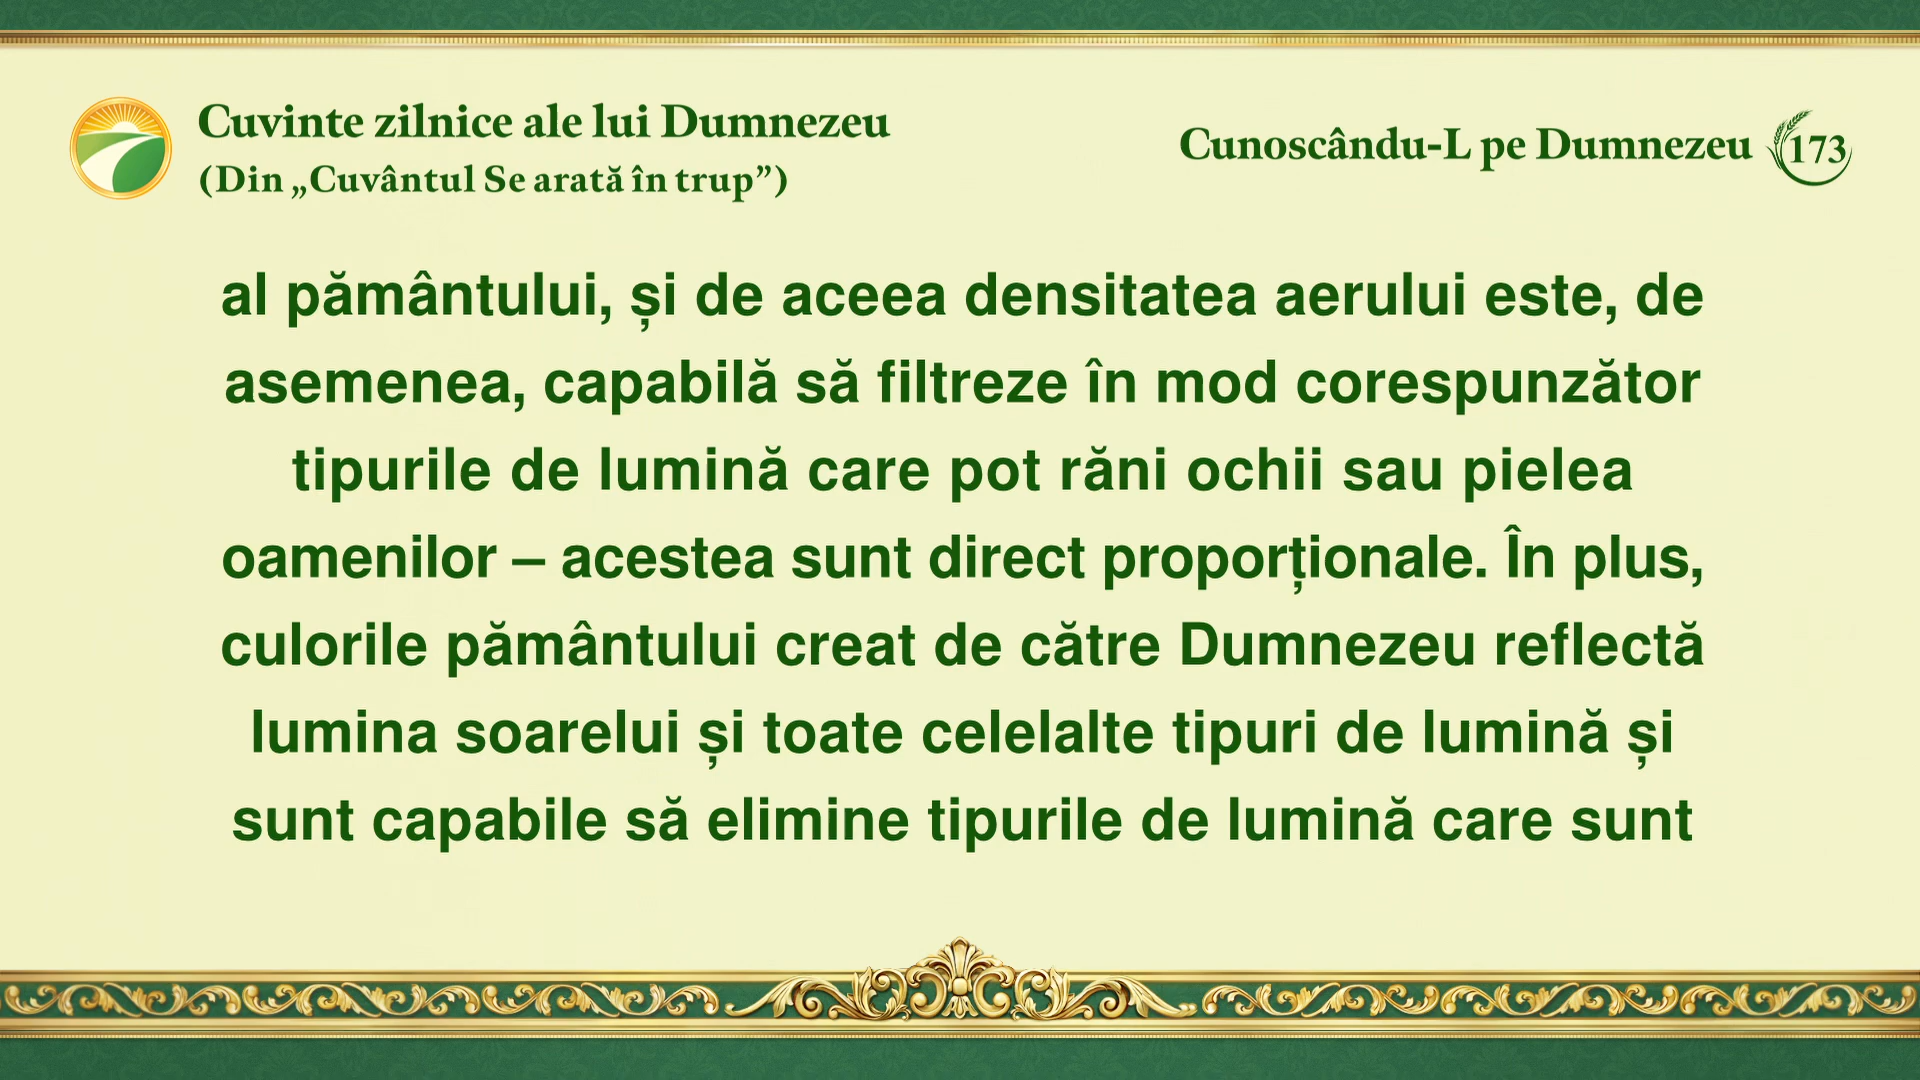 Cuvinte zilnice ale lui Dumnezeu
(Din „Cuvântul Se arată în trup”)
Cunoscându-L pe Dumnezeu 173
al pământului, și de aceea densitatea aerului este, de
asemenea, capabilă să filtreze în mod corespunzător
tipurile de lumină care pot răni ochii sau pielea
oamenilor – acestea sunt direct proporționale. În plus,
culorile pământului creat de către Dumnezeu reflectă
lumina soarelui și toate celelalte tipuri de lumină și
sunt capabile să elimine tipurile de lumină care sunt